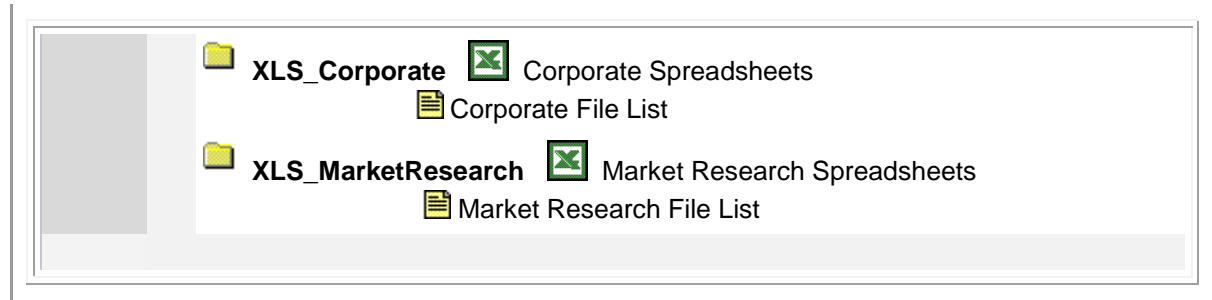 XLS_Corporate Corporate Spreadsheets
Corporate File List
XLS_MarketResearch Market Research Spreadsheets
Market Research File List